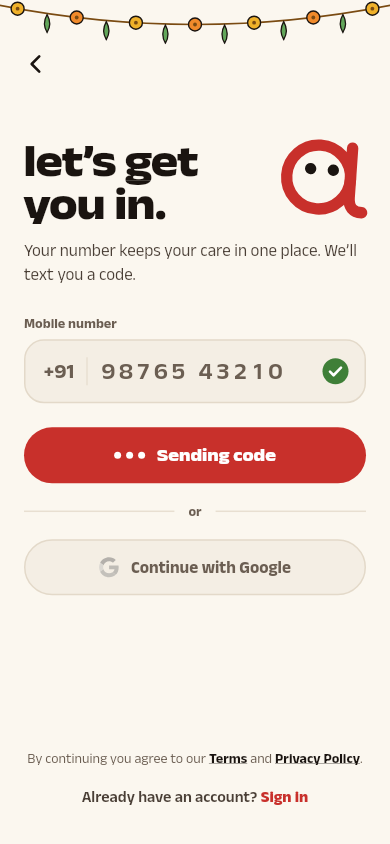 let’s get
you in.
Your number keeps your care in one place. We’ll
text you a code.
Mobile number
+91 98765 43210
Sending code
or
Continue with Google
By continuing you agree to our Terms and Privacy Policy.
Already have an account? Sign in